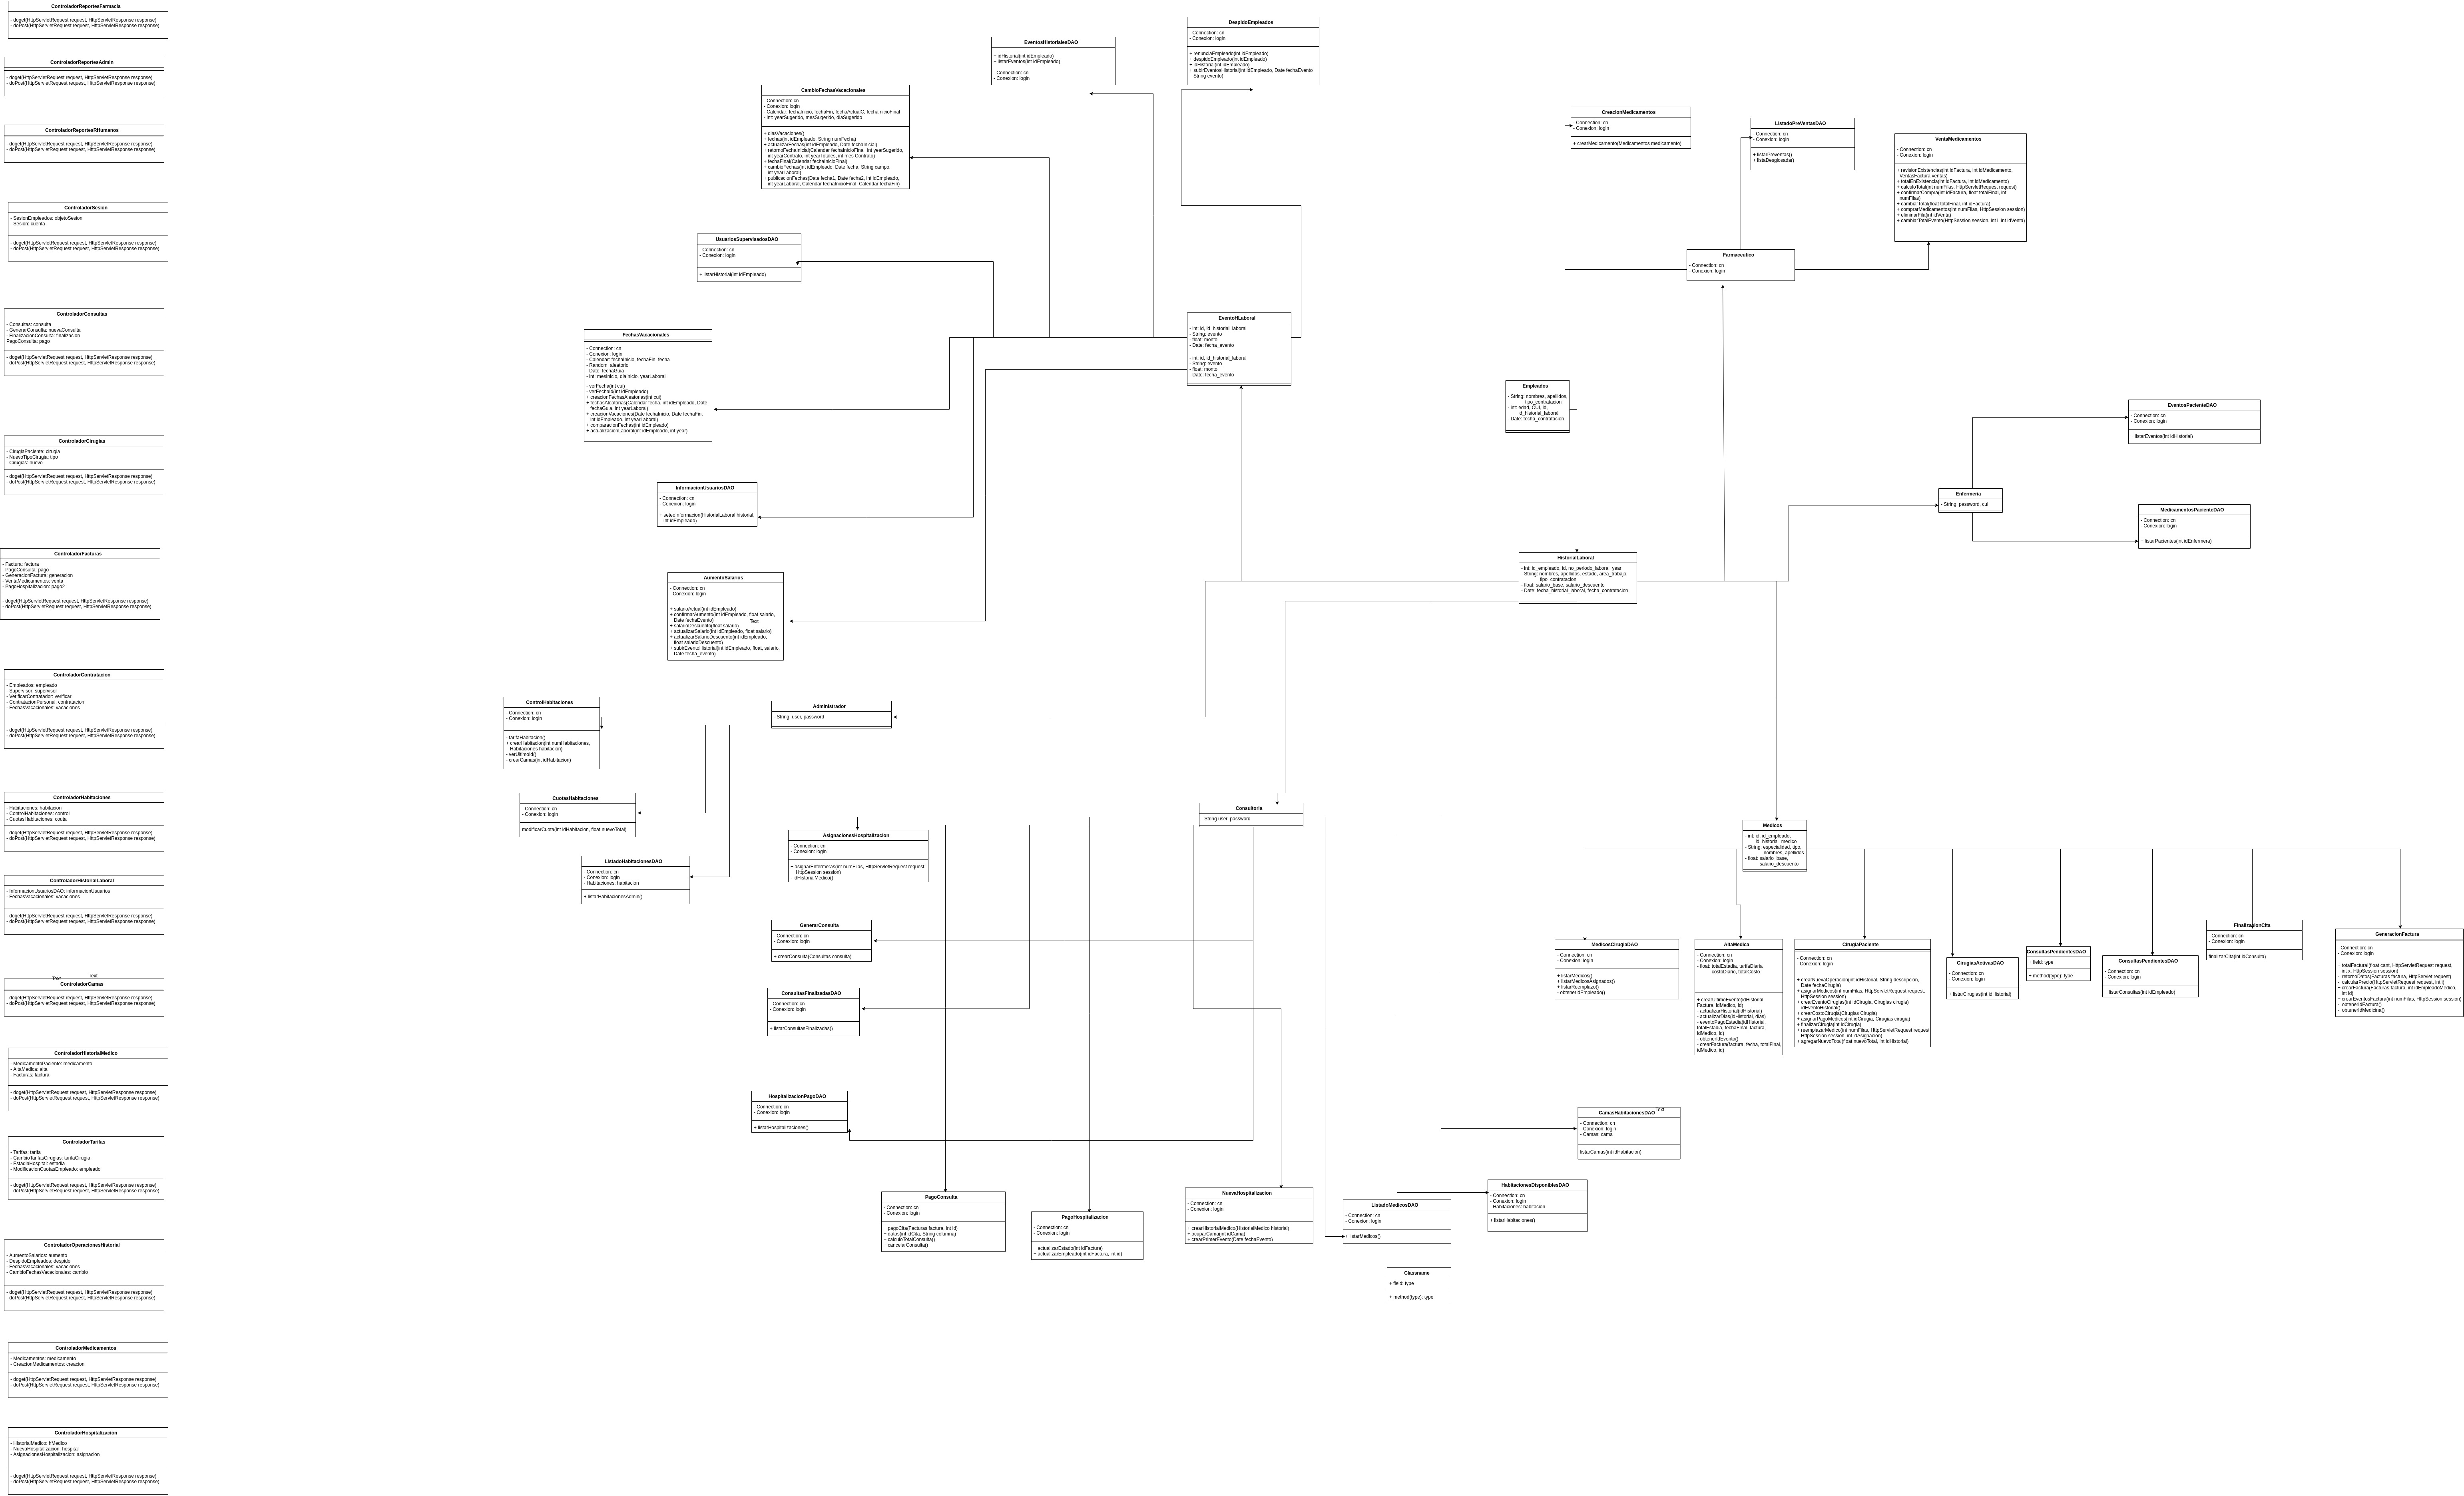 ControladorReportesFarmacia
- doget(HttpServletRequest request, HttpServletResponse response)
- doPost(HttpServletRequest request, HttpServletResponse response)
ControladorReportesAdmin
- doget(HttpServletRequest request, HttpServletResponse response)
- doPost(HttpServletRequest request, HttpServletResponse response)
ControladorReportesRHumanos
- doget(HttpServletRequest request, HttpServletResponse response)
- doPost(HttpServletRequest request, HttpServletResponse response)
ControladorSesion
- SesionEmpleados: objetoSesion
- Sesion: cuenta
- doget(HttpServletRequest request, HttpServletResponse response)
- doPost(HttpServletRequest request, HttpServletResponse response)
ControladorConsultas
- Consultas: consulta
- GenerarConsulta: nuevaConsulta
- FinalizacionConsulta: finalizacion
PagoConsulta: pago
- doget(HttpServletRequest request, HttpServletResponse response)
- doPost(HttpServletRequest request, HttpServletResponse response)
ControladorCirugias
- CirugiaPaciente: cirugia
- NuevoTipoCirugia: tipo
- Cirugias: nuevo
- doget(HttpServletRequest request, HttpServletResponse response)
- doPost(HttpServletRequest request, HttpServletResponse response)
ControladorFacturas
- Factura: factura
- PagoConsulta: pago
- GeneracionFactura: generacion
- VentaMedicamentos: venta
- PagoHospitalizacion: pago2
- doget(HttpServletRequest request, HttpServletResponse response)
- doPost(HttpServletRequest request, HttpServletResponse response)
ControladorContratacion
- Empleados: empleado
- Supervisor: supervisor
- VerificarContratador: verificar
- ContratacionPersonal: contratacion
- FechasVacacionales: vacaciones
- doget(HttpServletRequest request, HttpServletResponse response)
- doPost(HttpServletRequest request, HttpServletResponse response)
ControladorHabitaciones
- Habitaciones: habitacion
- ControlHabitaciones: control
- CuotasHabitaciones: couta
- doget(HttpServletRequest request, HttpServletResponse response)
- doPost(HttpServletRequest request, HttpServletResponse response)
ControladorHistorialLaboral
- InformacionUsuariosDAO: informacionUsuarios
- FechasVacacionales: vacaciones
- doget(HttpServletRequest request, HttpServletResponse response)
- doPost(HttpServletRequest request, HttpServletResponse response)
Text
Text
ControladorCamas
- doget(HttpServletRequest request, HttpServletResponse response)
- doPost(HttpServletRequest request, HttpServletResponse response)
ControladorHistorialMedico
- MedicamentoPaciente: medicamento
- AltaMedica: alta
- Facturas: factura
- doget(HttpServletRequest request, HttpServletResponse response)
- doPost(HttpServletRequest request, HttpServletResponse response)
ControladorTarifas
- Tarifas: tarifa
- CambioTarifasCirugias: tarifaCirugia
- EstadiaHospital: estadia
- ModificacionCuotasEmpleado: empleado
- doget(HttpServletRequest request, HttpServletResponse response)
- doPost(HttpServletRequest request, HttpServletResponse response)
ControladorOperacionesHistorial
- AumentoSalarios: aumento
- DespidoEmpleados: despido
- FechasVacacionales: vacaciones
- CambioFechasVacacionales: cambio
- doget(HttpServletRequest request, HttpServletResponse response)
- doPost(HttpServletRequest request, HttpServletResponse response)
ControladorMedicamentos
- Medicamentos: medicamento
- CreacionMedicamentos: creacion
- doget(HttpServletRequest request, HttpServletResponse response)
- doPost(HttpServletRequest request, HttpServletResponse response)
ControladorHospitalizacion
- HistorialMedico: hMedico
- NuevaHospitalizacion: hospital
- AsignacionesHospitalizacion: asignacion
- doget(HttpServletRequest request, HttpServletResponse response)
- doPost(HttpServletRequest request, HttpServletResponse response)
DespidoEmpleados
- Connection: cn
- Conexion: login
+ renunciaEmpleado(int idEmpleado)
+ despidoEmpleado(int idEmpleado)
+ idHistorial(int idEmpleado)
+ subirEventosHistorial(int idEmpleado, Date fechaEvento
String evento)
EventosHistorialesDAO
+ idHistorial(int idEmpleado)
+ listarEventos(int idEmpleado)
- Connection: cn
- Conexion: login
CambioFechasVacacionales
- Connection: cn
- Conexion: login
- Calendar: fechaInicio, fechaFin, fechaActualC, fechaInicioFinal
- int: yearSugerido, mesSugerido, diaSugerido
+ diasVacaciones()
+ fechas(int idEmpleado, String numFecha)
+ actualizarFechas(int idEmpleado, Date fechaInicial)
+ retornoFechaInicial(Calendar fechaInicioFinal, int yearSugerido,
int yearContrato, int yearTotales, int mes Contrato)
+ fechaFinal(Calendar fechaInicioFinal)
+ cambioFechas(int idEmpleado, Date fecha, String campo,
int yearLaboral)
+ publicacionFechas(Date fecha1, Date fecha2, int idEmpleado,
int yearLaboral, Calendar fechaInicioFinal, Calendar fechaFin)
UsuariosSupervisadosDAO
- Connection: cn
- Conexion: login
+ listarHistorial(int idEmpleado)
FechasVacacionales
- Connection: cn
- Conexion: login
- Calendar: fechaInicio, fechaFin, fecha
- Random: aleatorio
- Date: fechaGuia
- int: mesInicio, diaInicio, yearLaboral
- verFecha(int cui)
- verFechaId(int idEmpleado)
+ creacionFechasAleatorias(int cui)
+ fechasAleatorias(Calendar fecha, int idEmpleado, Date
fechaGuia, int yearLaboral)
+ creacionVacaciones(Date fechaInicio, Date fechaFin,
int idEmpleado, int yearLaboral)
+ comparacionFechas(int idEmpleado)
+ actualizacionLaboral(int idEmpleado, int year)
EventoHLaboral
- int: id, id_historial_laboral
- String: evento
- float: monto
- Date: fecha_evento
- int: id, id_historial_laboral
- String: evento
- float: monto
- Date: fecha_evento
InformacionUsuariosDAO
- Connection: cn
- Conexion: login
+ seteoInformacion(HistorialLaboral historial,
int idEmpleado)
AumentoSalarios
- Connection: cn
- Conexion: login
+ salarioActual(int idEmpleado)
+ confirmarAumento(int idEmpleado, float salario,
Date fechaEvento)
+ salarioDescuento(float salario)
+ actualizarSalario(int idEmpleado, float salario)
+ actualizarSalarioDescuento(int idEmpleado,
float salarioDescuento)
+ subirEventoHistorial(int idEmpleado, float, salario,
Date fecha_evento)
Text
CreacionMedicamentos
- Connection: cn
- Conexion: login
+ crearMedicamento(Medicamentos medicamento)
ListadoPreVentasDAO
- Connection: cn
- Conexion: login
+ listarPreventas()
+ listaDesglosada()
VentaMedicamentos
- Connection: cn
- Conexion: login
+ revisionExistencias(int idFactura, int idMedicamento,
VentasFactura ventas)
+ totalEnExistencia(int idFactura, int idMedicamento)
+ calculoTotal(int numFilas, HttpServletRequest request)
+ confirmarCompra(int idFactura, float totalFinal, int
numFilas)
+ cambiarTotal(float totalFinal, int idFactura)
+ comprarMedicamentos(int numFilas, HttpSession session)
+ eliminarFila(int idVenta)
+ cambiarTotalEvento(HttpSession session, int i, int idVenta)
Farmaceutico
- Connection: cn
- Conexion: login
Empleados
- String: nombres, apellidos,
tipo_contralacion
- int: edad, CUI, id,
id_historial_laboral
- Date: fecha_contralacion
EventosPacienteDAO
- Connection: cn
- Conexion: login
+ listarEventos(int idHistorial)
Enfermeria
- String: password, cui
MedicamentosPacienteDAO
- Connection: cn
- Conexion: login
+ listarPacientes(int idEnfermera)
HistorialLaboral
- int: id_empleado, id, no_periodo_laboral, year;
- String: nombres, apellidos, estado, area_trabajo,
tipo_contralacion
- float: salario_base, salario_descuento
- Date: fecha_historial_laboral, fecha_contratacion
ControlHabitaciones
- Connection: cn
- Conexion: login
- tarifaHabitacion()
+ crearHabitacion(int numHabitaciones,
Habitaciones habitacion)
- verUltimoId()
- crearCamas(int idHabitacion)
Administrador
- String: user, password
CuotasHabitaciones
- Connection: cn
- Conexion: login
modificarCuota(int idHabitacion, float nuevoTotal)
ListadoHabitacionesDAO
- Connection: cn
- Conexion: login
- Habitaciones: habitacion
+ listarHabitacionesAdmin()
Consultoria
- String user, password
AsignacionesHospitalizacion
- Connection: cn
- Conexion: login
+ asignarEnfermeras(int numFilas, HttpServletRequest request,
HttpSession session)
- idHistorialMedico()
GenerarConsulta
- Connection: cn
- Conexion: login
+ crearConsulta(Consultas consulta)
ConsultasFinalizadasDAO
- Connection: cn
- Conexion: login
+ listarConsultasFinalizadas()
HospitalizacionPagoDAO
- Connection: cn
- Conexion: login
+ listarHospitalizaciones()
PagoConsulta
- Connection: cn
- Conexion: login
+ pagoCita(Facturas factura, int id)
+ datos(int idCita, String columna)
+ calculoTotalConsulta()
+ cancelarConsulta()
PagoHospitalizacion
- Connection: cn
- Conexion: login
+ actualizarEstado(int idFactura)
+ actualizarEmpleado(int idFactura, int id)
NuevaHospitalizacion
- Connection: cn
- Conexion: login
+ crearHistorialMedico(HistorialMedico historial)
+ ocuparCama(int idCama)
+ crearPrimerEvento(Date fechaEvento)
ListadoMedicosDAO
- Connection: cn
- Conexion: login
+ listarMedicos()
HabitacionesDisponiblesDAO
- Connection: cn
- Conexion: login
- Habitaciones: habitacion
+ listarHabitaciones()
Text
CamasHabitacionesDAO
- Connection: cn
- Conexion: login
- Camas: cama
listarCamas(int idHabitacion)
Classname
+ field: type
+ method(type): type
Medicos
- int: id, id_empleado,
id_historial_medico
- String: especialidad, tipo,
nombres, apellidos
- float: salario_base,
salario_descuento
MedicosCirugiaDAO
- Connection: cn
- Conexion: login
+ listarMedicos()
+ listarMedicosAsignados()
+ listarReemplazo()
- obtenerIdEmpleado()
AltaMedica
- Connection: cn
- Conexion: login
- float: totalEstadia, tarifaDiaria
costoDiario, totalCosto
+ crearUltimoEvento(idHistorial,
Factura, idMedico, id)
- actualizarHistorial(idHistorial)
- actualizarDias(idHistorial, dias)
- eventoPagoEstadia(idHistorial,
totalEstadia, fechaFinal, factura,
idMedico, id)
- obtenerIdEvento()
- crearFactura(factura, fecha, totalFinal,
idMedico, id)
CirugiaPaciente
- Connection: cn
- Conexion: login
+ crearNuevaOperacion(int idHistorial, String descripcion,
Date fechaCirugia)
+ asignarMedicos(int numFilas, HttpServletRequest request,
HttpSession session)
+ crearEventoCirugias(int idCirugia, Cirugias cirugia)
- idEventoHistorial()
+ crearCostoCirugia(Cirugias Cirugia)
+ asignarPagoMedicos(int idCirugia, Cirugias cirugia)
+ finalizarCirugia(int idCirugia)
+ reemplazarMedico(int numFilas, HttpServletRequest request
HttpSession session, int idAsignacion)
+ agregarNuevoTotal(float nuevoTotal, int idHistorial)
CirugiasActivasDAO
- Connection: cn
- Conexion: login
+ listarCirugias(int idHistorial)
ConsultasPendientesDAO
+ field: type
+ method(type): type
ConsultasPendientesDAO
- Connection: cn
- Conexion: login
+ listarConsultas(int idEmpleado)
FinalizacionCita
- Connection: cn
- Conexion: login
finalizarCita(int idConsulta)
GeneracionFactura
- Connection: cn
- Conexion: login
+ totalFactural(float cant, HttpServletRequest request,
int x, HttpSession session)
- retornoDatos(Facturas factura, HttpServlet request)
- calcularPrecio(HttpServletRequest request, int i)
+ crearFactura(Facturas factura, int idEmpleadoMedico,
int id)
+ crearEventosFactura(int numFilas, HttpSession session)
- obtenerIdFactura()
- obtenerIdMedicina()